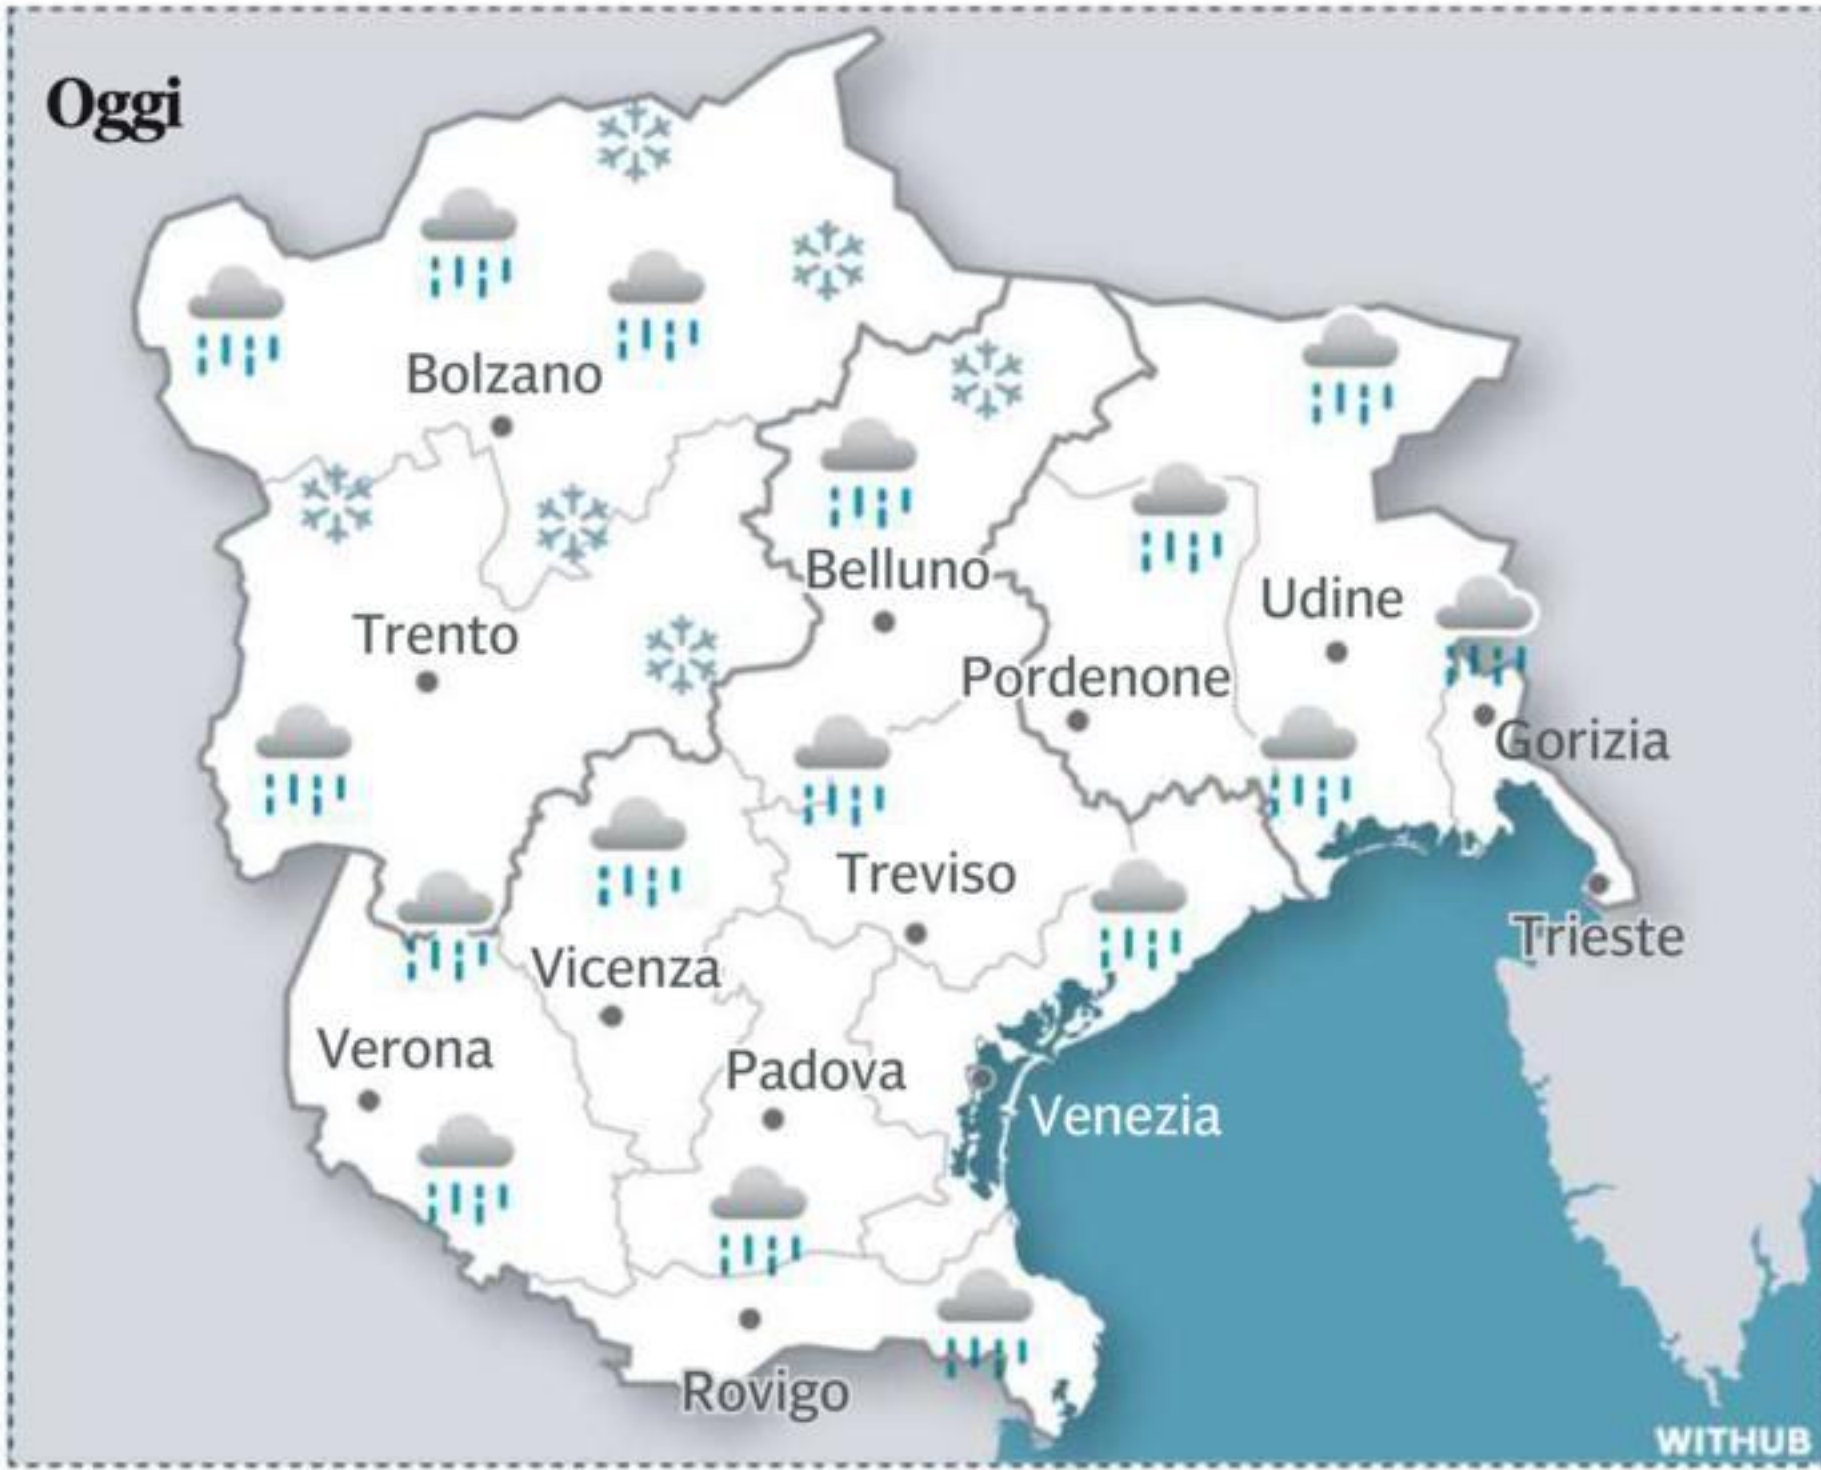 Oggi
Bolzano
Belluno
Udine
Trento
Pordenone
Gorizia
Treviso
Trieste
Vicenza
Verona
Padova
Venezia
Rovigo
WITHUB